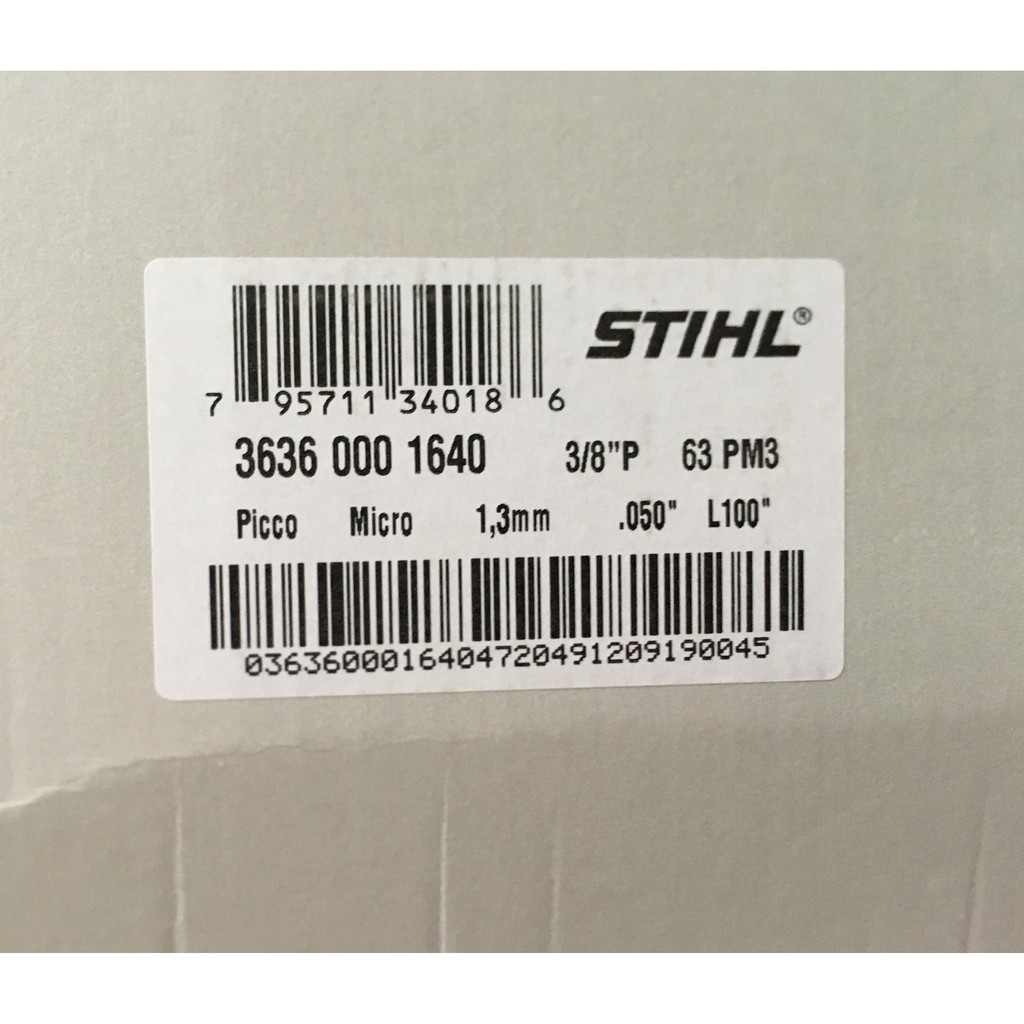 STIHL®
7 95711 34018 6
3636 000 1640 3/8"P 63 PM3
Picco Micro 1,3mm .050" L100"
0363600016404720491209190045